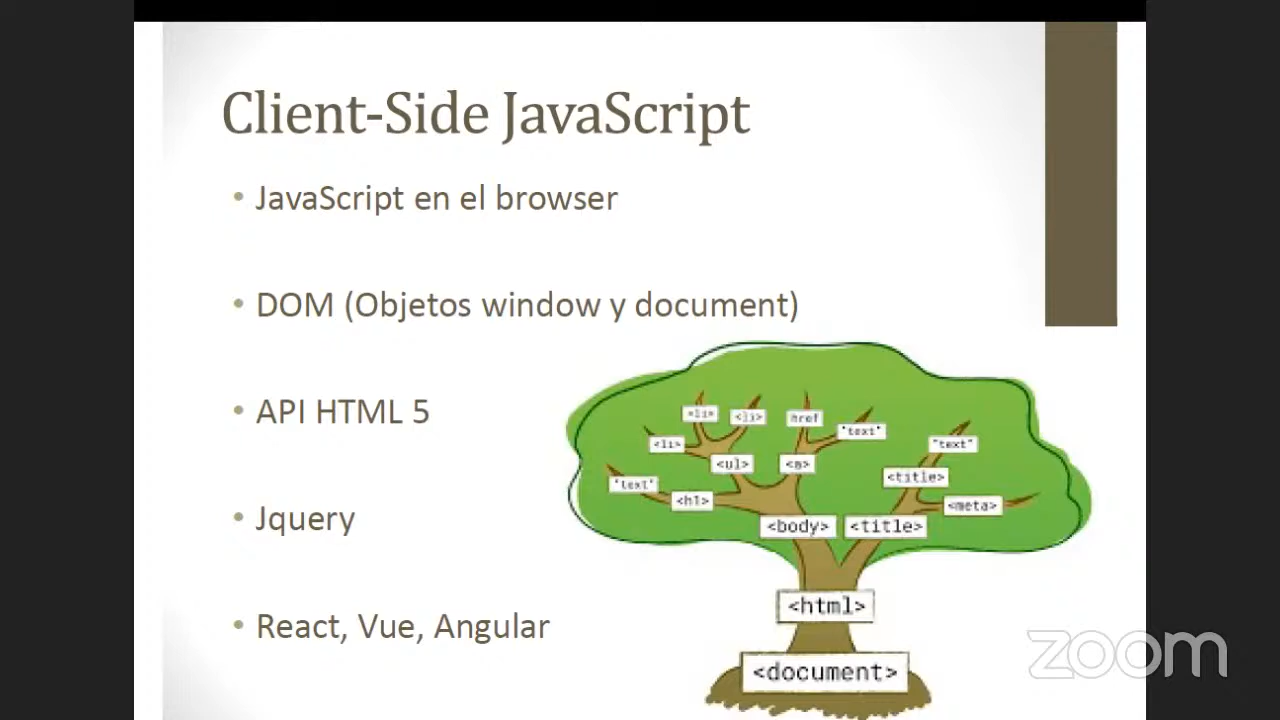 Client-Side JavaScript
• JavaScript en el browser
• DOM (Objetos window y document)
• API HTML 5
• Jquery
• React, Vue, Angular
<li>
<li>
href
"text"
<li>
"text"
<ul>
<a>
<title>
"text"
<h1>
<meta>
<body>
<title>
<html>
<document>
zoom